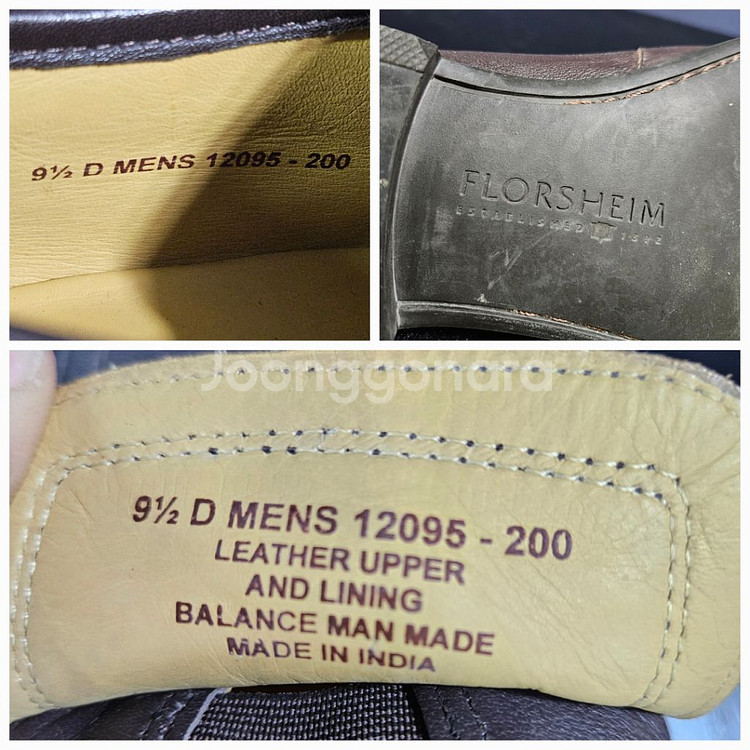 9½ D MENS 12095 - 200
FLORSHEIM
ESTABLISHED 1892
Joonggonara
9½ D MENS 12095 - 200
LEATHER UPPER
AND LINING
BALANCE MAN MADE
MADE IN INDIA